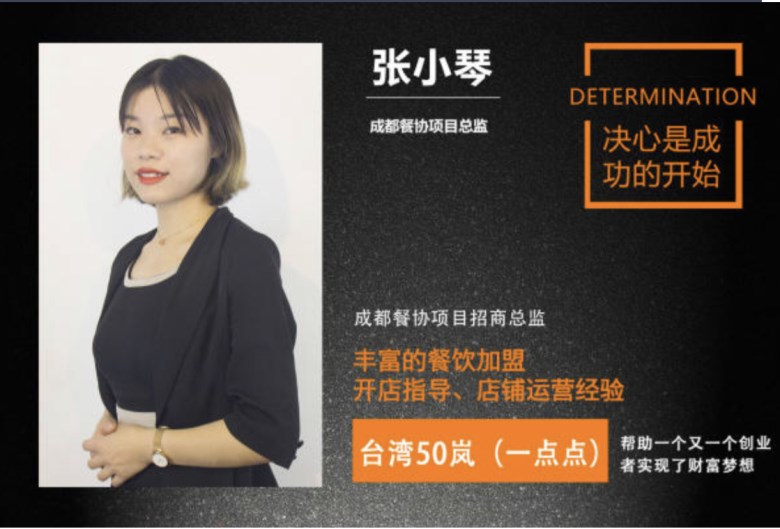 张小琴
成都餐协项目总监
DETERMINATION
决心是成
功的开始
成都餐协项目招商总监
丰富的餐饮加盟
开店指导、店铺运营经验
台湾50岚（一点点）
帮助一个又一个创业
者实现了财富梦想